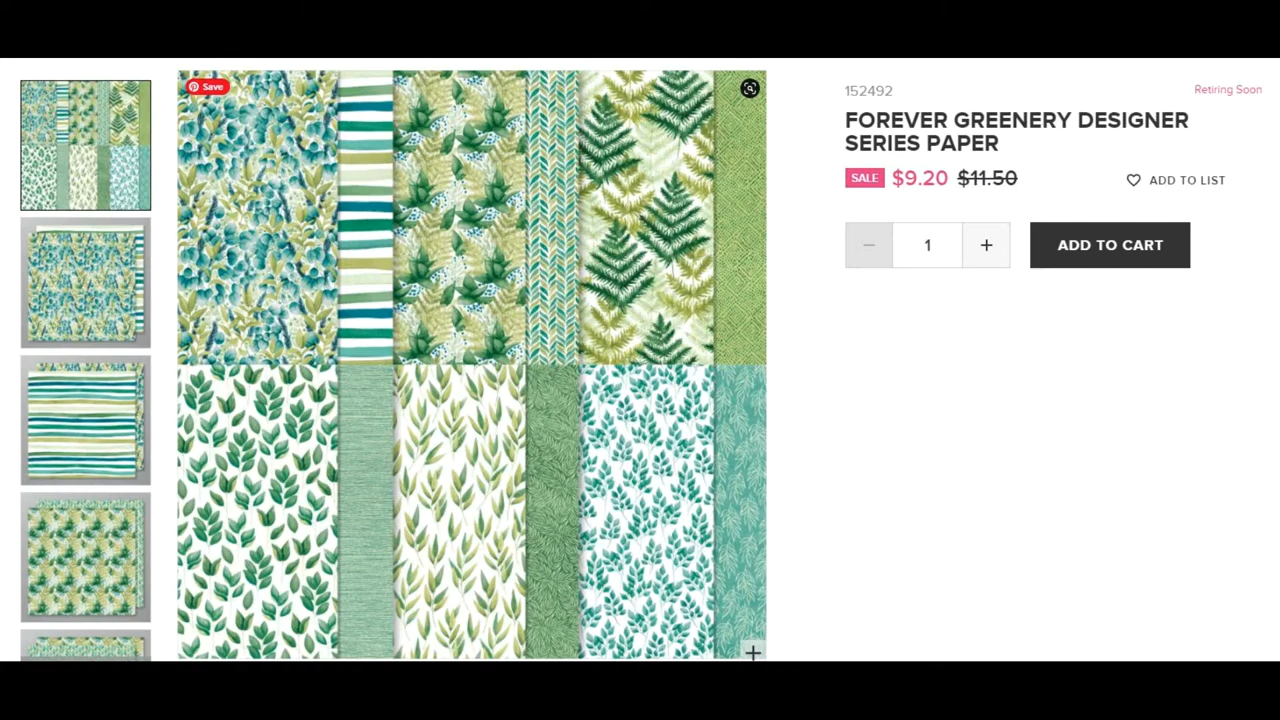 Save
152492
Retiring Soon
FOREVER GREENERY DESIGNER
SERIES PAPER
SALE $9.20 $11.50
ADD TO LIST
1
ADD TO CART